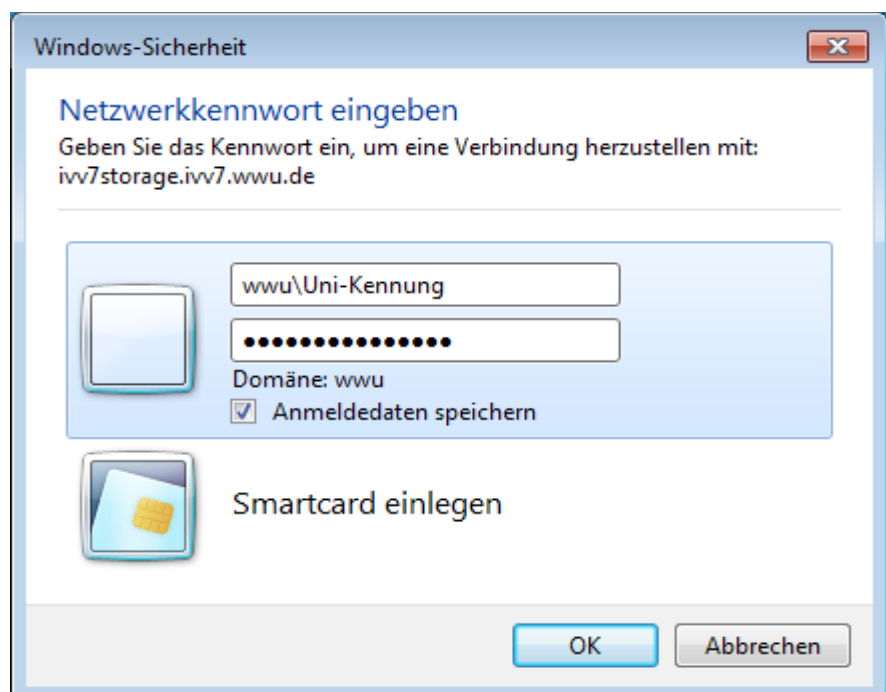 Windows-Sicherheit
Netzwerkkennwort eingeben
Geben Sie das Kennwort ein, um eine Verbindung herzustellen mit:
ivv7storage.ivv7.wwu.de
wwu\Uni-Kennung
●●●●●●●●●●●●●●●
Domäne: wwu
Anmeldedaten speichern
Smartcard einlegen
OK
Abbrechen